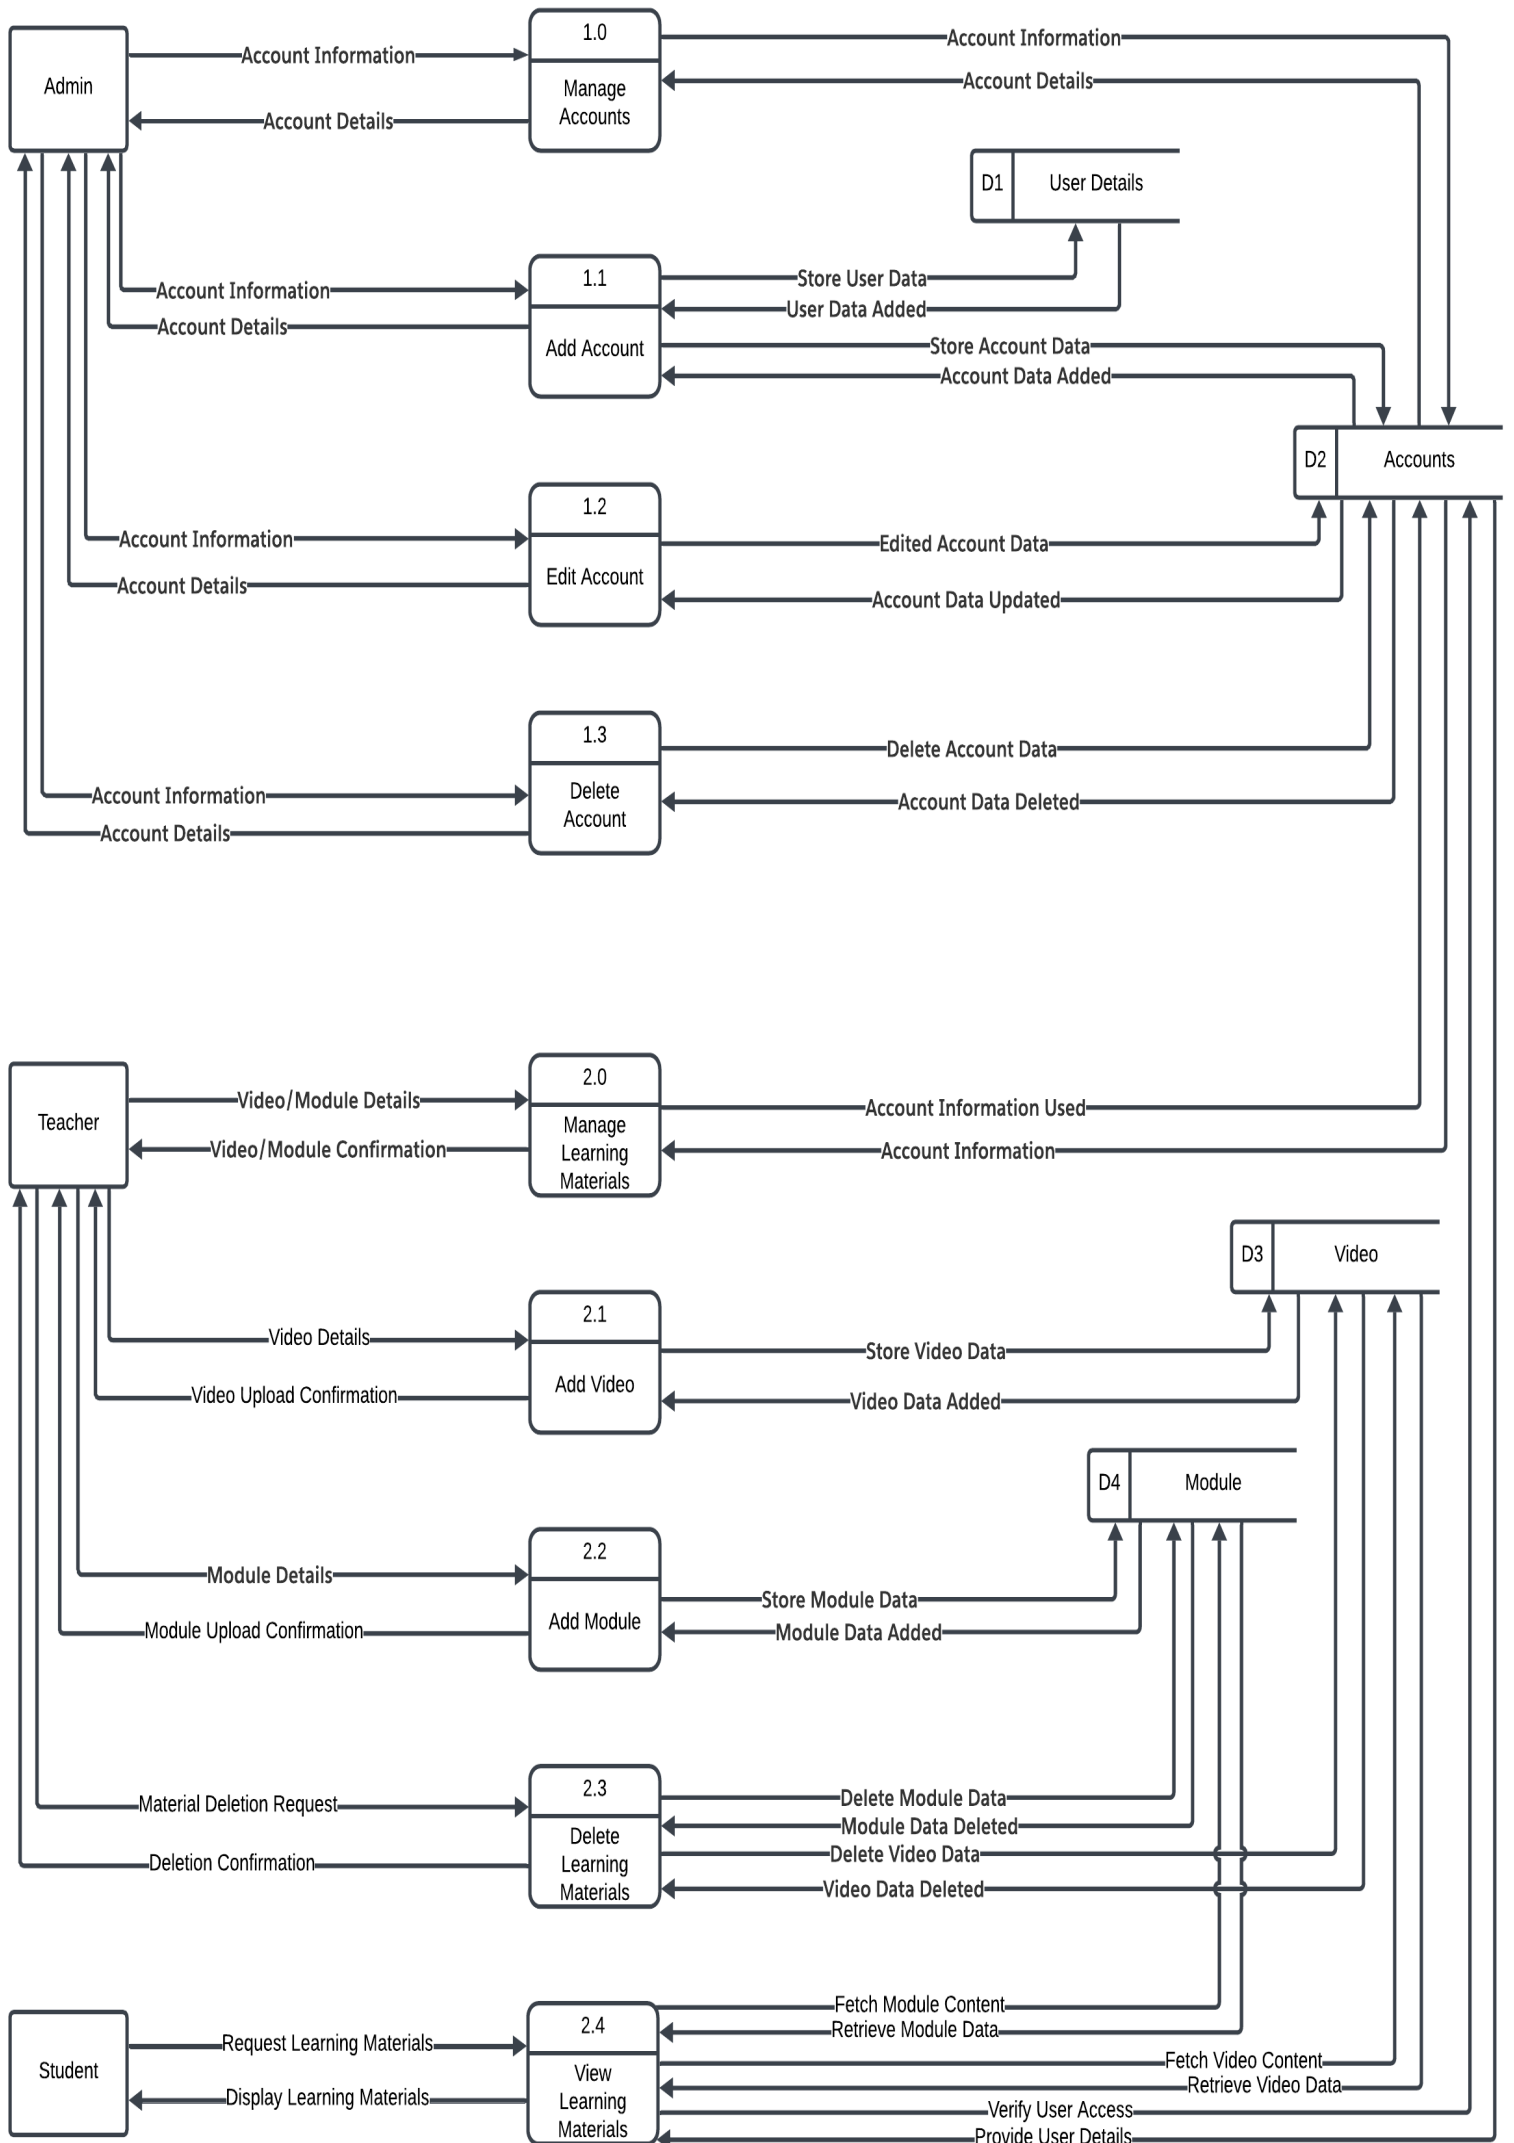 1.0
Account Information
Account Information
Admin
Manage
Accounts
Account Details
Account Details
D1
User Details
1.1
Store User Data
Account Information
User Data Added
Account Details
Add Account
Store Account Data
Account Data Added
D2
Accounts
1.2
Account Information
Edited Account Data
Edit Account
Account Details
Account Data Updated
1.3
Delete Account Data
Account Information
Delete
Account
Account Data Deleted
Account Details
2.0
Video/Module Details
Account Information Used
Teacher
Manage
Learning
Materials
Video/Module Confirmation
Account Information
D3
Video
2.1
Video Details
Store Video Data
Add Video
Video Upload Confirmation
Video Data Added
D4
Module
2.2
Module Details
Store Module Data
Add Module
Module Upload Confirmation
Module Data Added
2.3
Material Deletion Request
Delete Module Data
Module Data Deleted
Delete
Learning
Materials
Delete Video Data
Deletion Confirmation
Video Data Deleted
Fetch Module Content
2.4
Retrieve Module Data
Request Learning Materials
Student
Fetch Video Content
View
Learning
Materials
Retrieve Video Data
Display Learning Materials
Verify User Access
Provide User Details